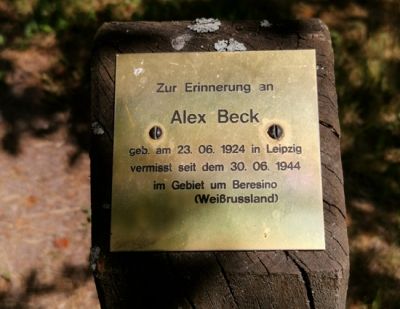 Zur Erinnerung an
Alex Beck
geb. am 23. 06. 1924 in Leipzig
vermisst seit dem 30. 06. 1944
im Gebiet um Beresino
(Weißrussland)